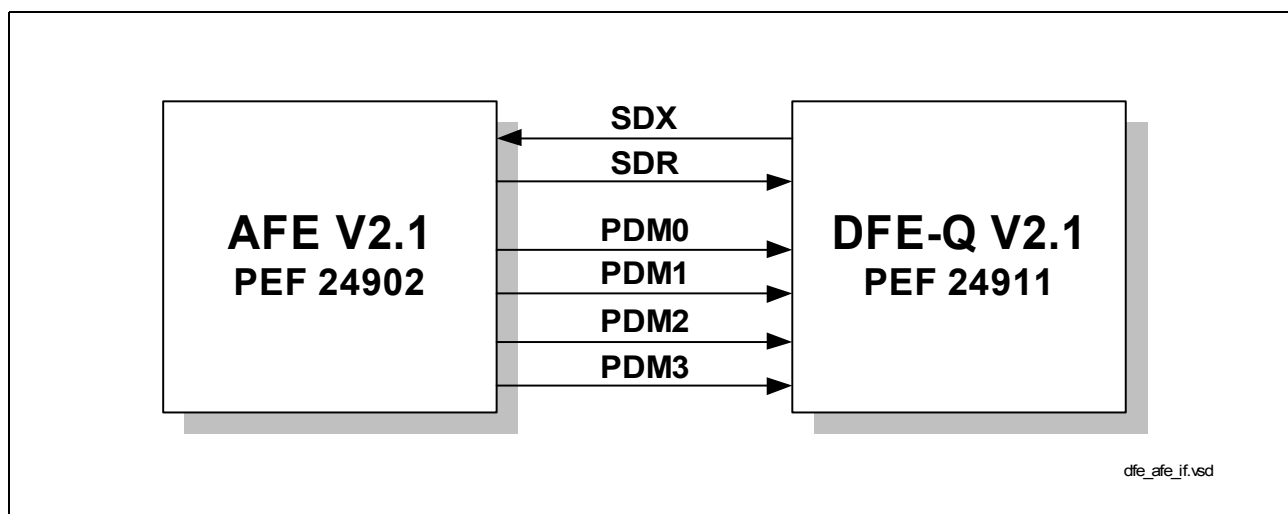 SDX
SDR
AFE V2.1
PEF 24902
PDM0
PDM1
PDM2
PDM3
DFE-Q V2.1
PEF 24911
dfe_afe_if.vsd